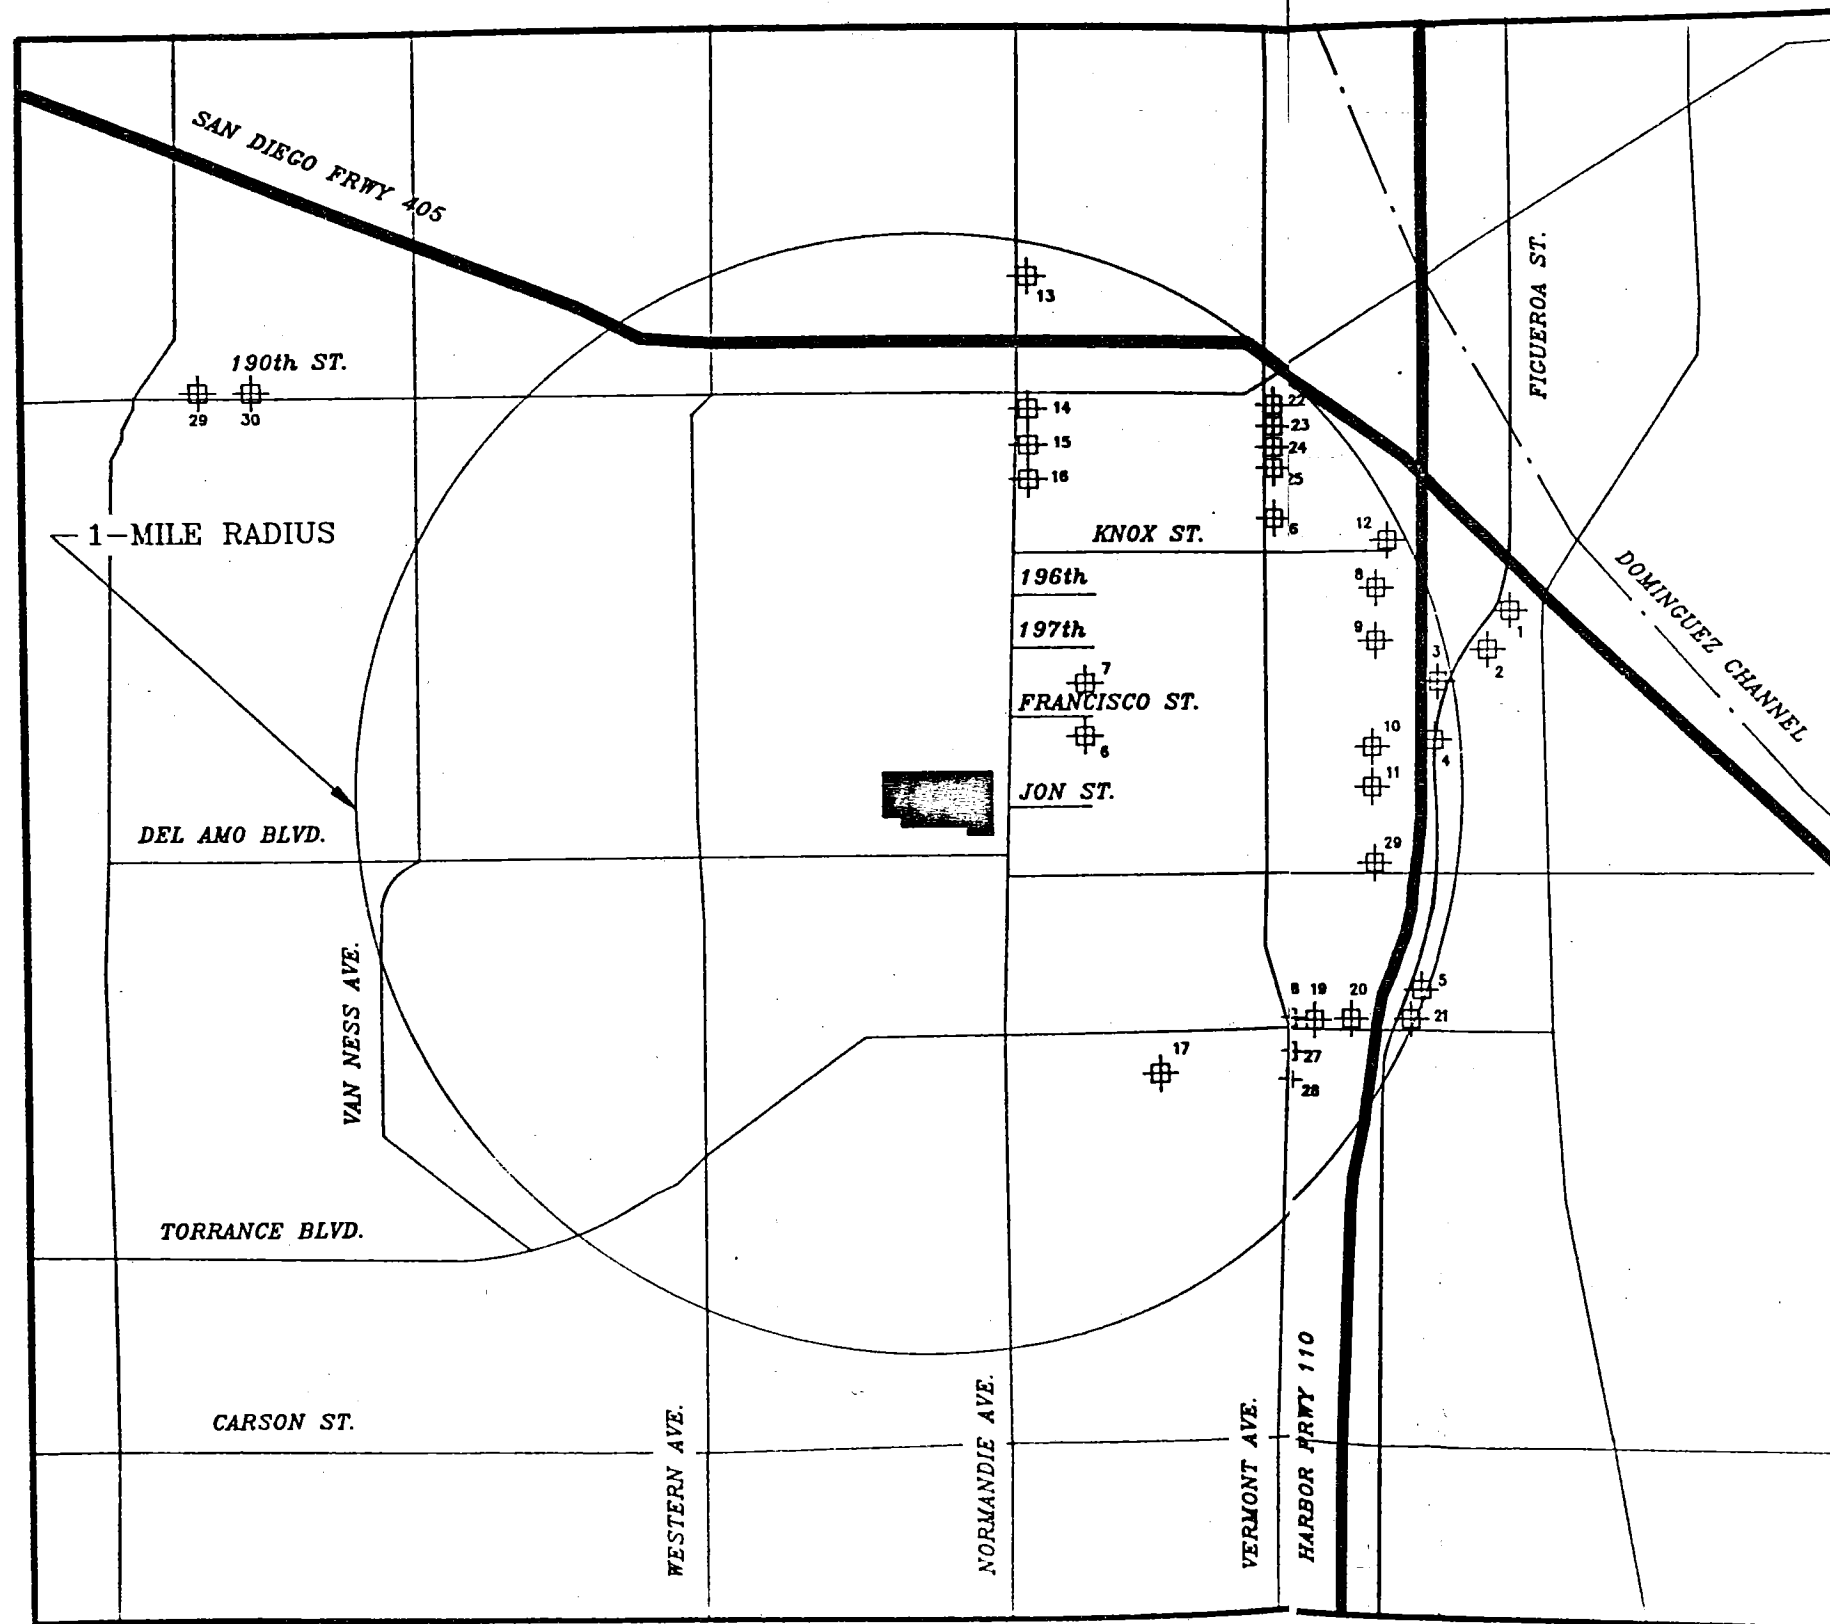 SAN DIEGO FRWY 405
FIGUEROA ST.
13
190th ST.
29
30
14
15
16
22
23
24
25
6
1-MILE RADIUS
KNOX ST.
12
196th
8
197th
9
1
2
3
DOMINGUEZ CHANNEL
7
FRANCISCO ST.
6
10
4
11
JON ST.
DEL AMO BLVD.
29
VAN NESS AVE.
5
8
19
20
21
17
27
28
TORRANCE BLVD.
CARSON ST.
WESTERN AVE.
NORMANDIE AVE.
VERMONT AVE.
HARBOR FRWY 110